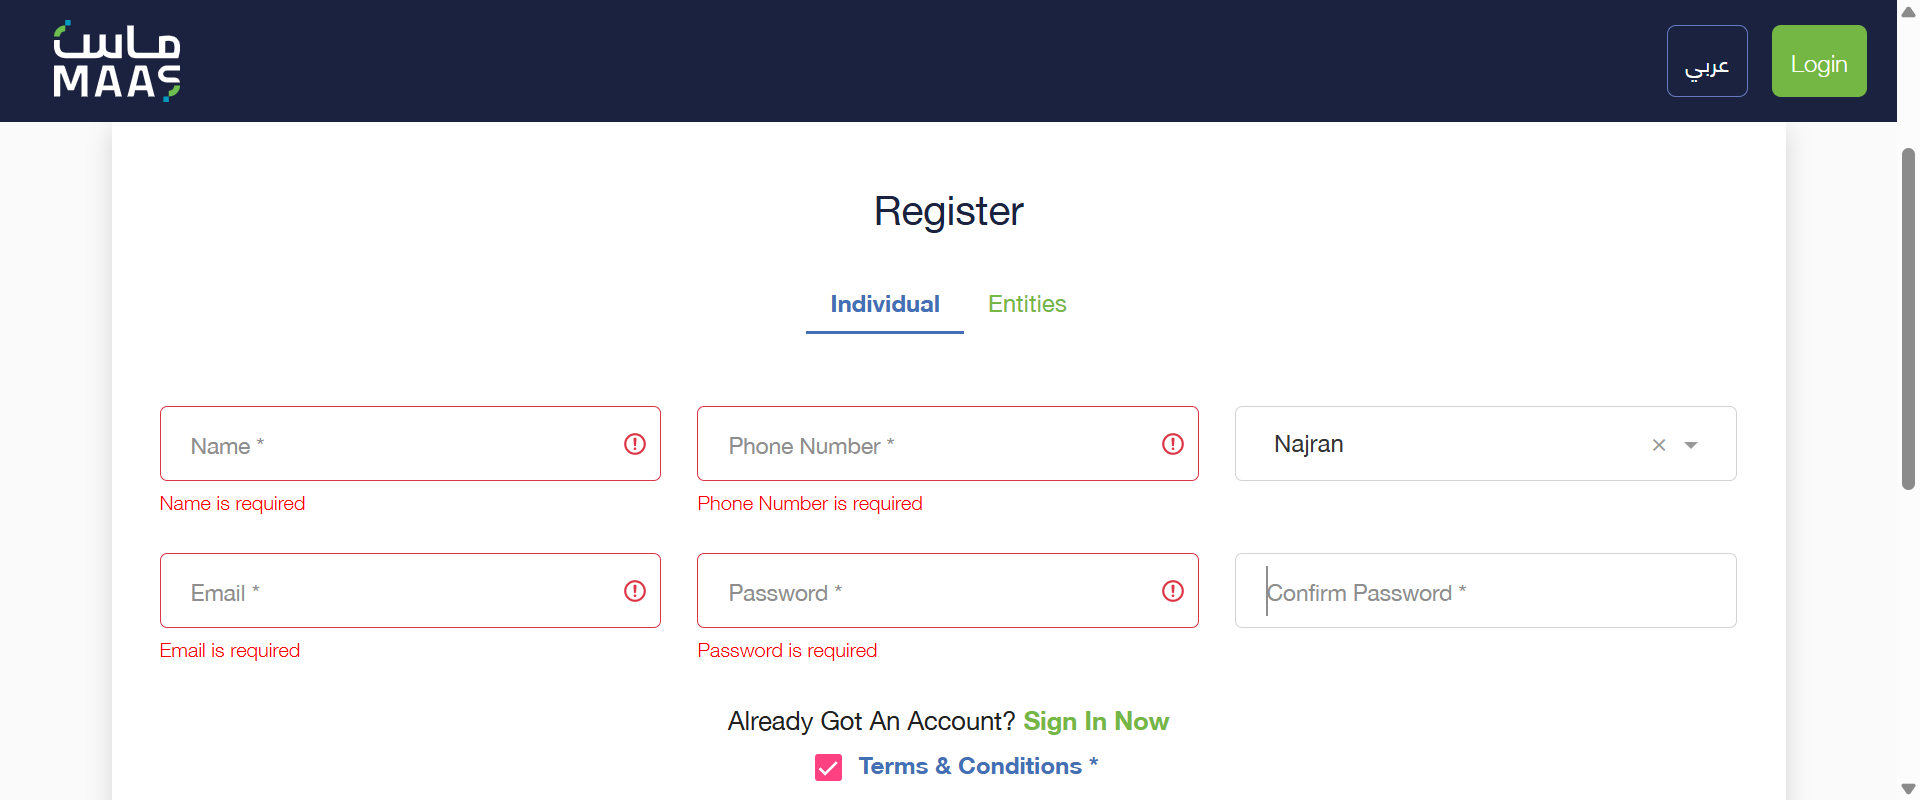 ماس
MAAS
عربي
Login
Register
Individual
Entities
Name *
Phone Number *
Najran
Name is required
Phone Number is required
Email *
Password *
Confirm Password *
Email is required
Password is required
Already Got An Account? Sign In Now
Terms & Conditions *